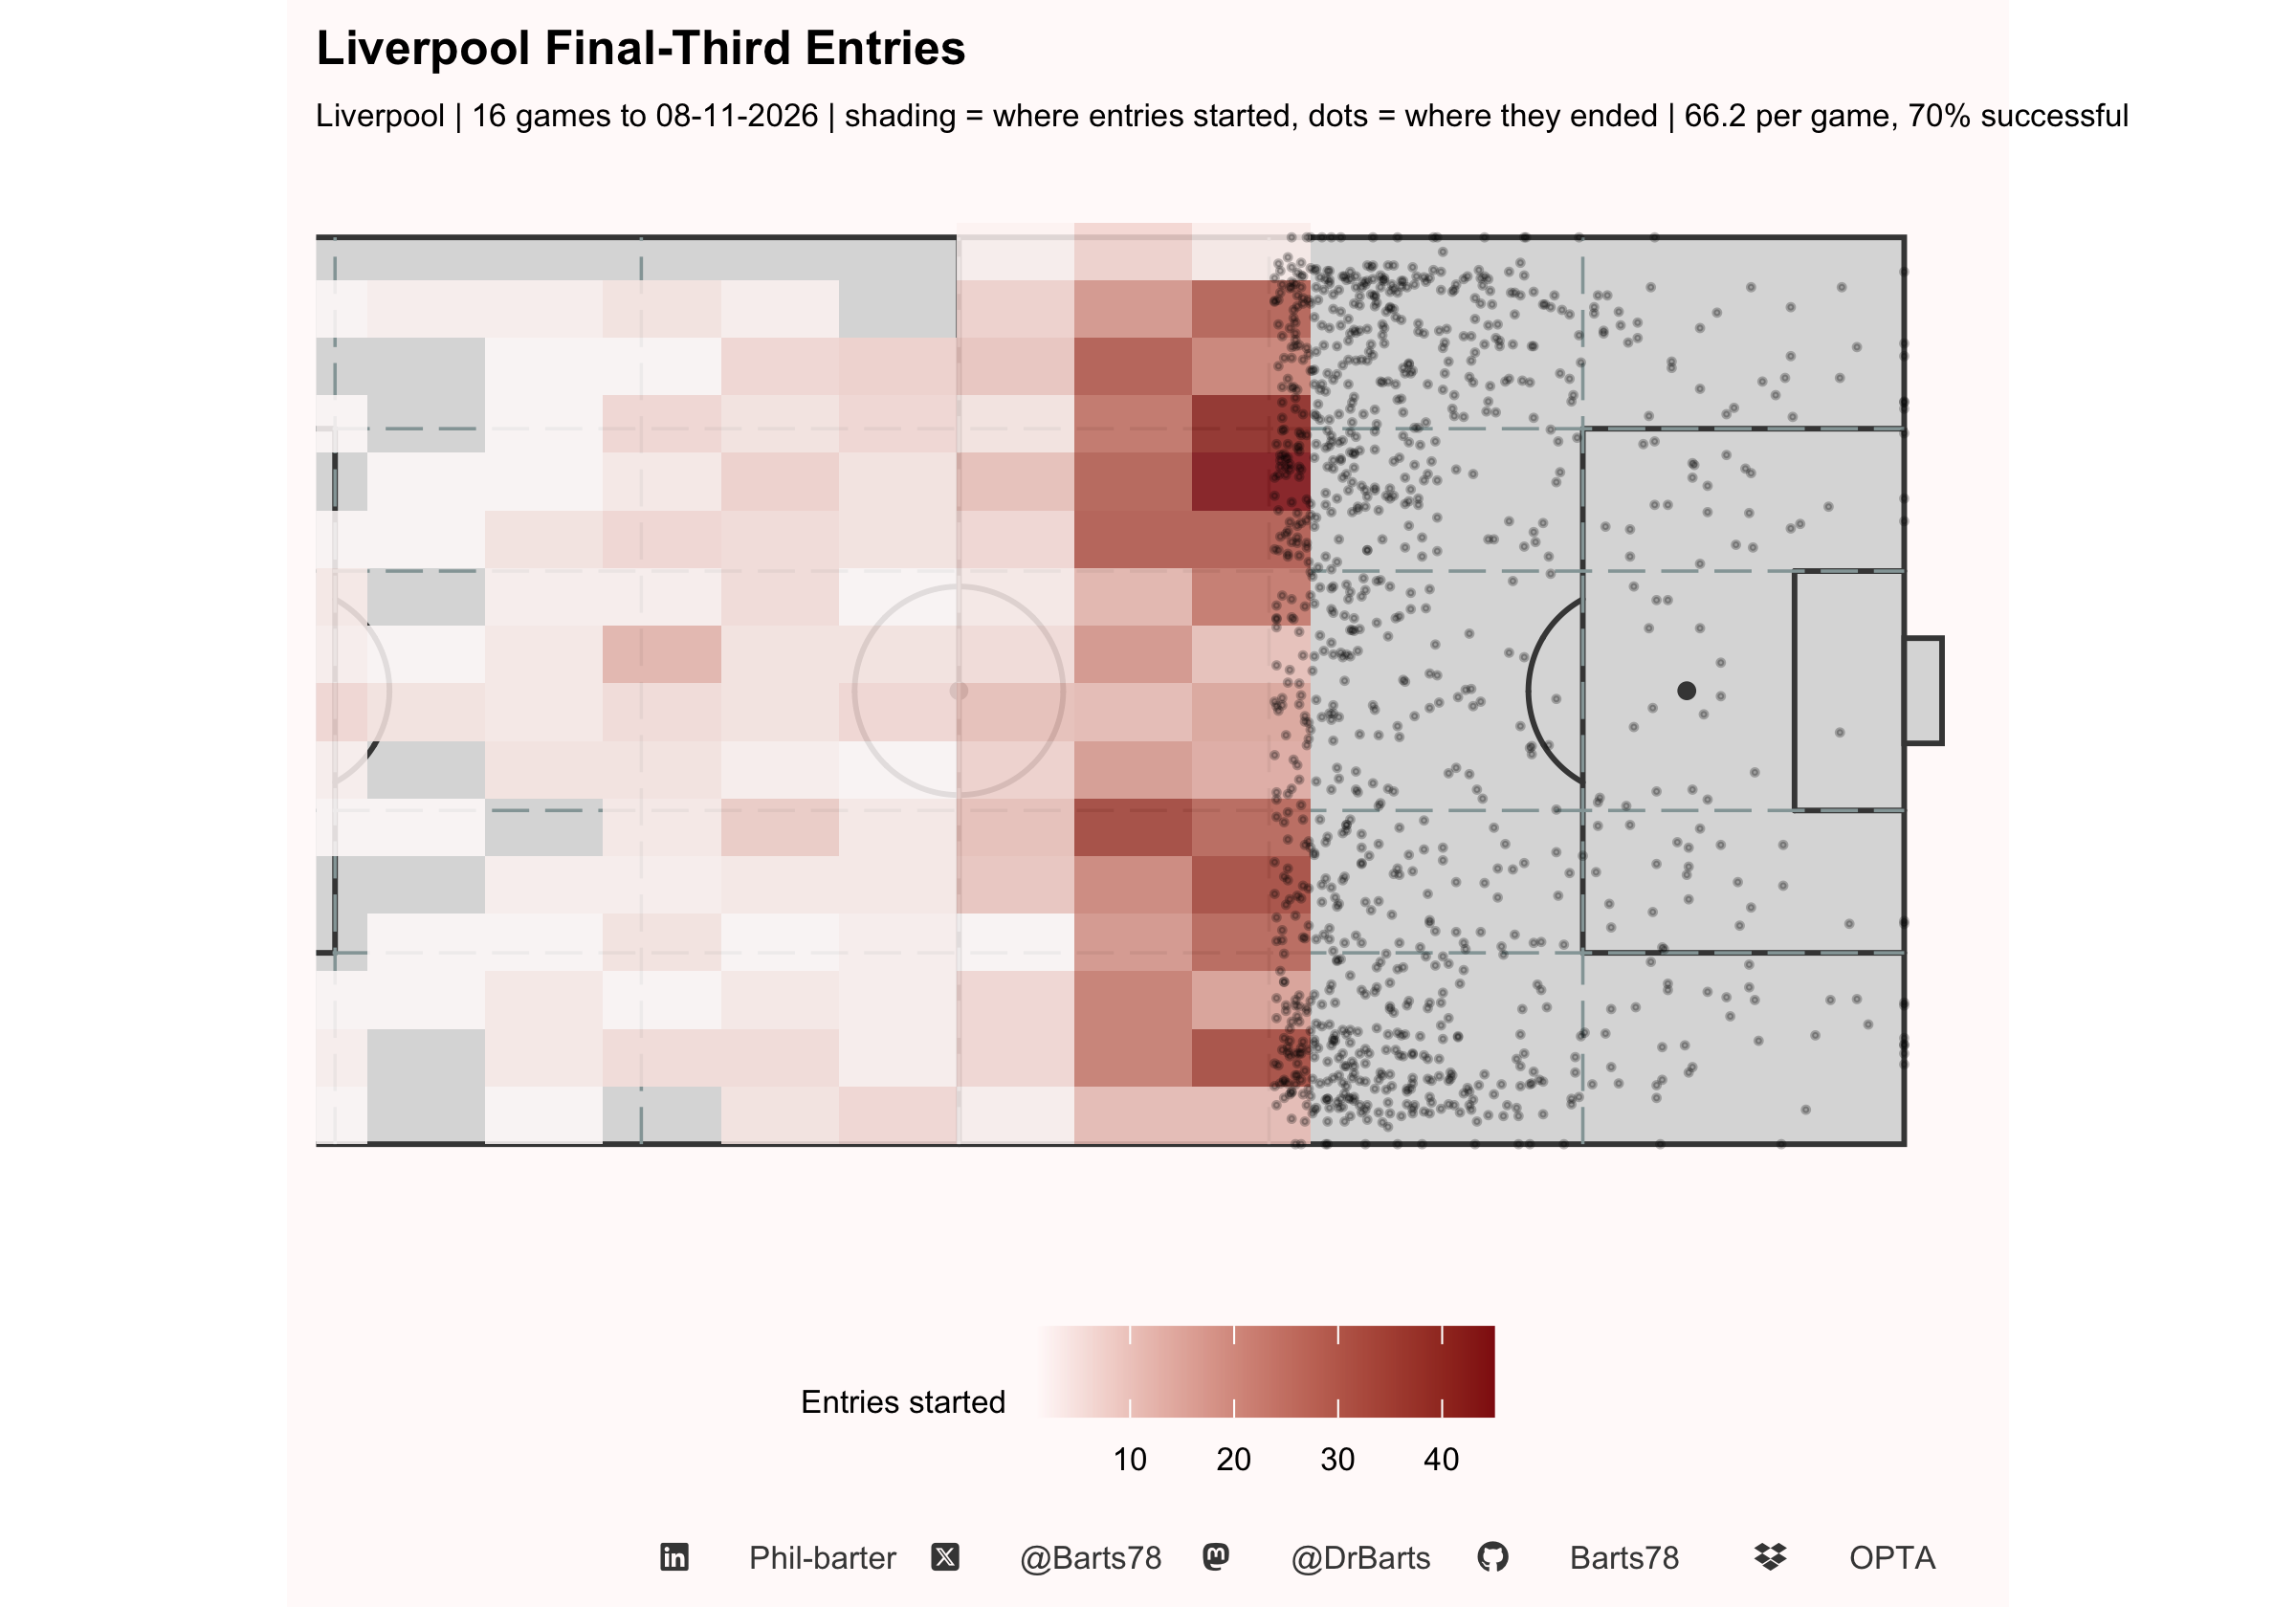 Liverpool Final-Third Entries
Liverpool | 16 games to 08-11-2026 | shading = where entries started, dots = where they ended | 66.2 per game, 70% successful
Entries started
10 20 30 40
Phil-barter @Barts78 @DrBarts Barts78 OPTA